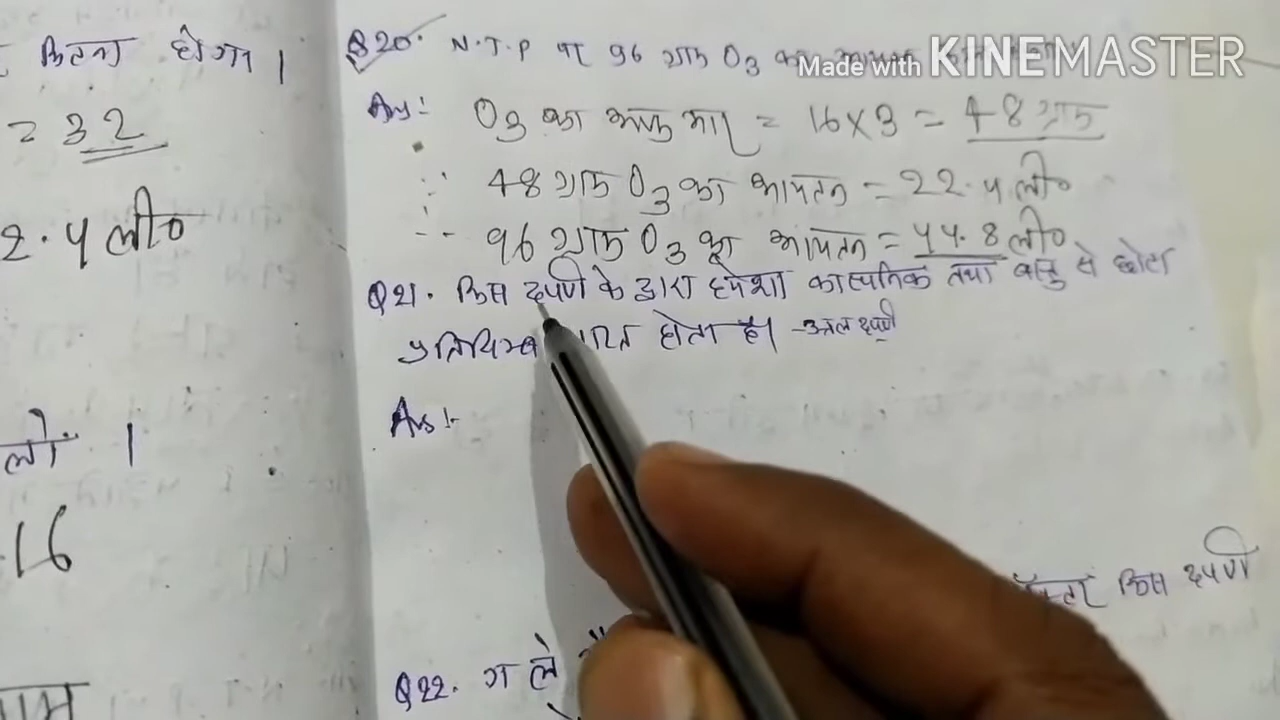 कितना होगा।
= 32
2.4 ली०
ली. ।
16
Q20. N.T.P पर 96 ग्राम O3 का
Made with KINEMASTER
Ans: O3 का अणुभार = 16×3 = 48 ग्राम
∵ 48 ग्राम O3 का आयतन = 22.4 ली०
∴ 96 ग्राम O3 का आयतन = 44.8 ली०
Q21. किस दर्पण के द्वारा हमेशा काल्पनिक तथा वस्तु से छोटा
प्रतिबिम्ब प्राप्त होता है। -उत्तल दर्पण
Ans :-
किस दर्पण
Q22. गले में